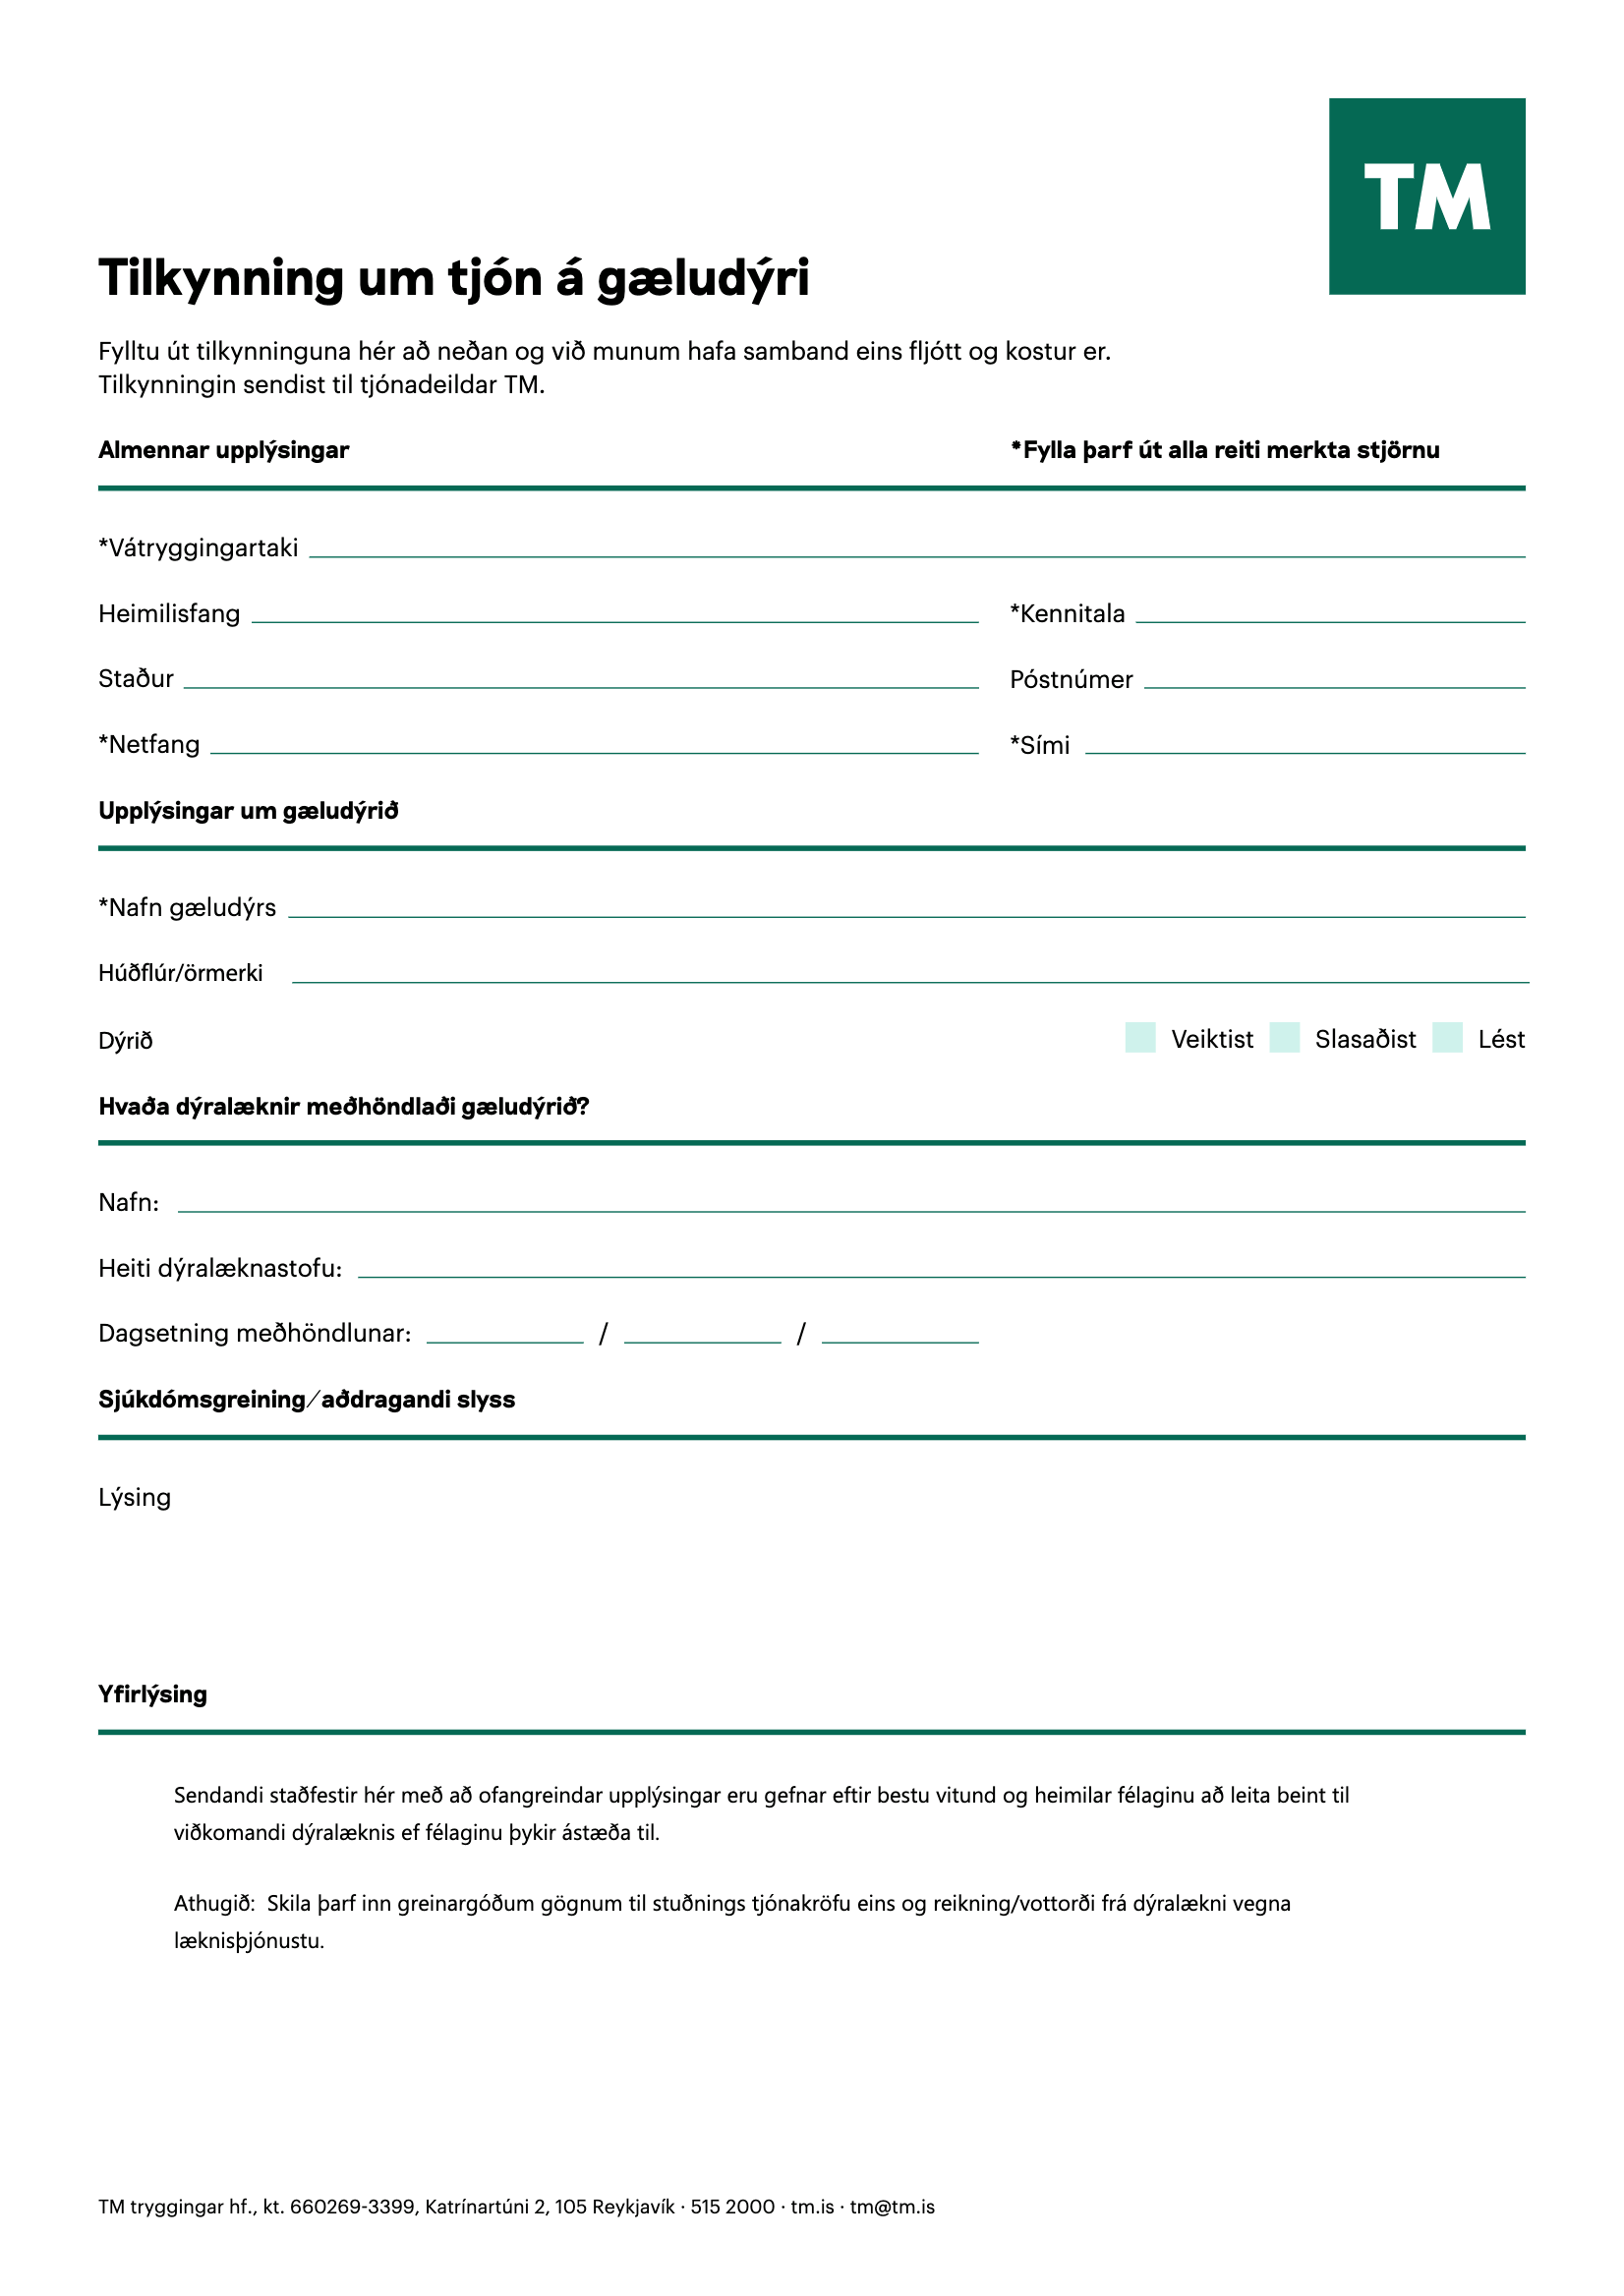 TM
Tilkynning um tjón á gæludýri
Fylltu út tilkynninguna hér að neðan og við munum hafa samband eins fljótt og kostur er.
Tilkynningin sendist til tjónadeildar TM.
Almennar upplýsingar *Fylla þarf út alla reiti merkta stjörnu
*Vátryggingartaki
Heimilisfang *Kennitala
Staður Póstnúmer
*Netfang *Sími
Upplýsingar um gæludýrið
*Nafn gæludýrs
Húðflúr/örmerki
Dýrið Veiktist Slasaðist Lést
Hvaða dýralæknir meðhöndlaði gæludýrið?
Nafn:
Heiti dýralæknastofu:
Dagsetning meðhöndlunar: / /
Sjúkdómsgreining/aðdragandi slyss
Lýsing
Yfirlýsing
Sendandi staðfestir hér með að ofangreindar upplýsingar eru gefnar eftir bestu vitund og heimilar félaginu að leita beint til
viðkomandi dýralæknis ef félaginu þykir ástæða til.
Athugið: Skila þarf inn greinargóðum gögnum til stuðnings tjónakröfu eins og reikning/vottorði frá dýralækni vegna
læknisþjónustu.
TM tryggingar hf., kt. 660269-3399, Katrínartúni 2, 105 Reykjavík · 515 2000 · tm.is · tm@tm.is